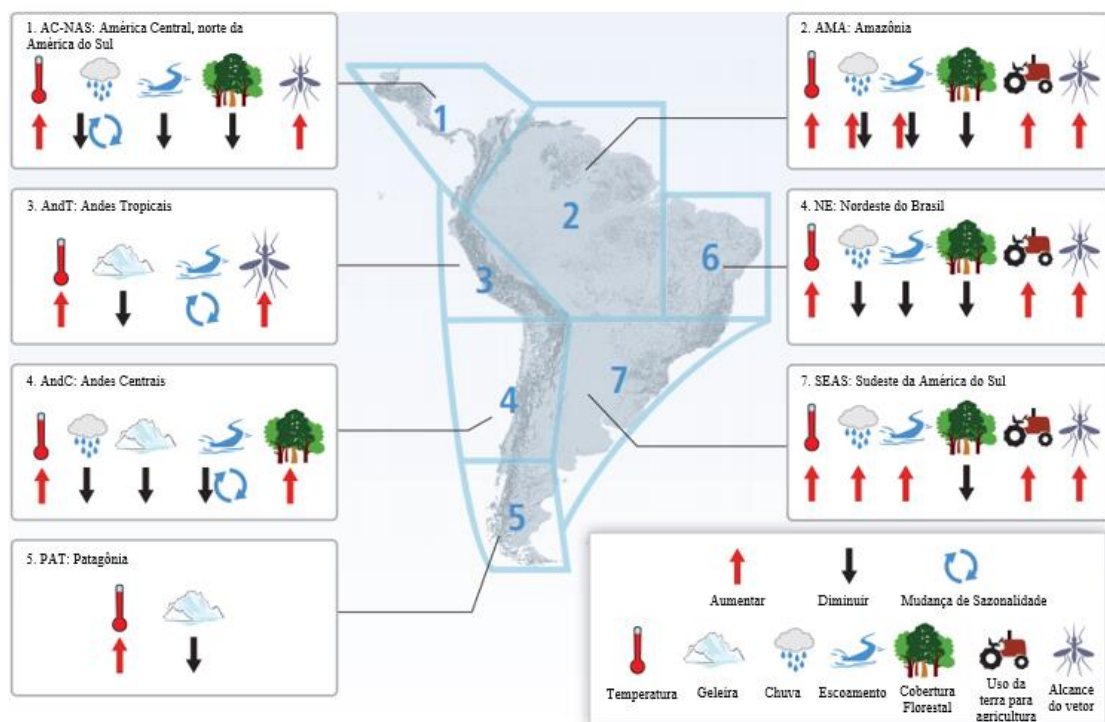 1. AC-NAS: América Central, norte da
América do Sul
2. AMA: Amazônia
3. AndT: Andes Tropicais
4. NE: Nordeste do Brasil
4. AndC: Andes Centrais
7. SEAS: Sudeste da América do Sul
5. PAT: Patagônia
1
2
3
6
4
7
5
Aumentar
Diminuir
Mudança de Sazonalidade
Temperatura
Geleira
Chuva
Escoamento
Cobertura
Florestal
Uso da
terra para
agricultura
Alcance
do vetor